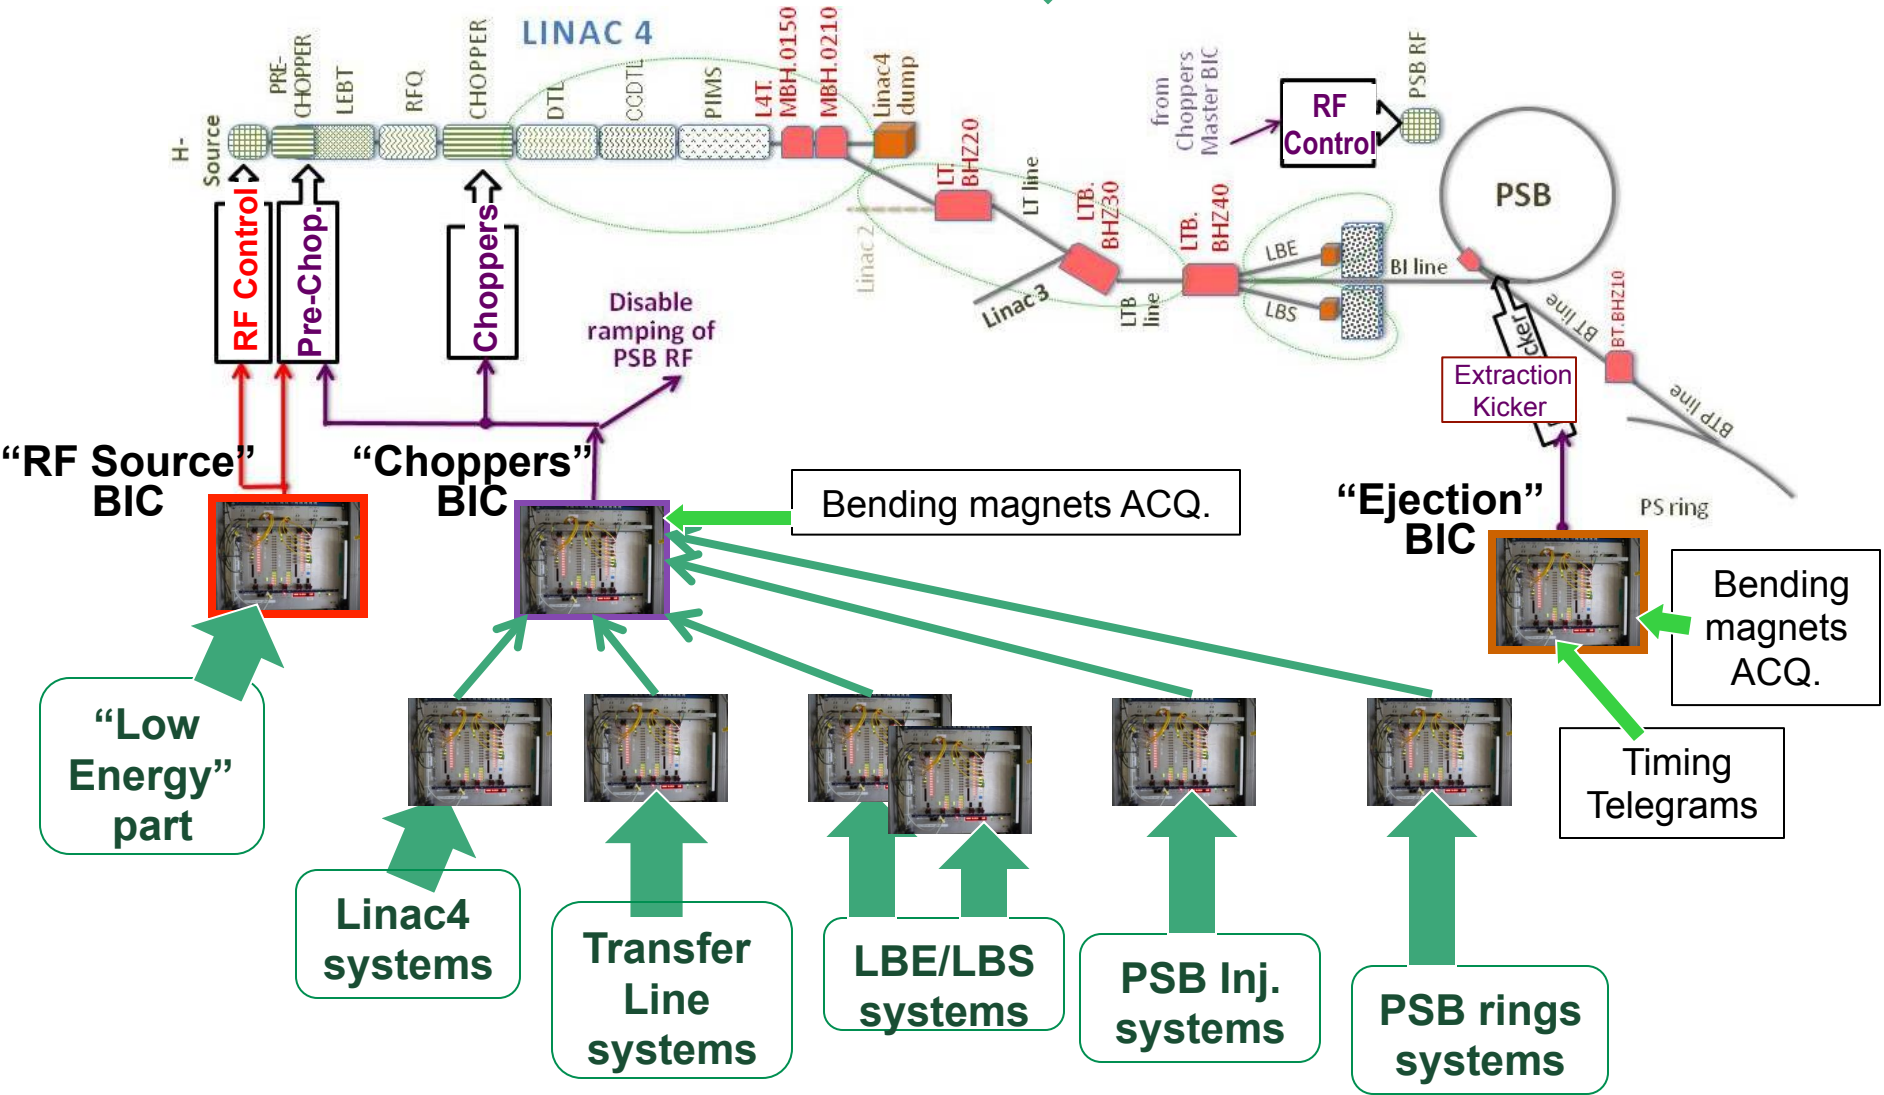 LINAC 4
H-
Source
PRE-
CHOPPER
LEBT
RFQ
CHOPPER
DTL
CCDTL
PIMS
L4T.
MBH.0150
MBH.0210
Linac4
dump
from
Choppers
Master BIC
RF
Control
PSB RF
PSB
LT.
BHZ20
LT line
LTB.
BHZ30
LTB.
BHZ40
Linac 2
Linac 3
LTB
line
LBE
LBS
BI line
BT line
BT.BHZ10
BTP line
PS ring
RF Control
Pre-Chop.
Choppers
Disable
ramping of
PSB RF
cker
Extraction
Kicker
“RF Source”
BIC
“Choppers”
BIC
Bending magnets ACQ.
“Ejection”
BIC
Bending
magnets
ACQ.
Timing
Telegrams
“Low
Energy”
part
Linac4
systems
Transfer
Line
systems
LBE/LBS
systems
PSB Inj.
systems
PSB rings
systems